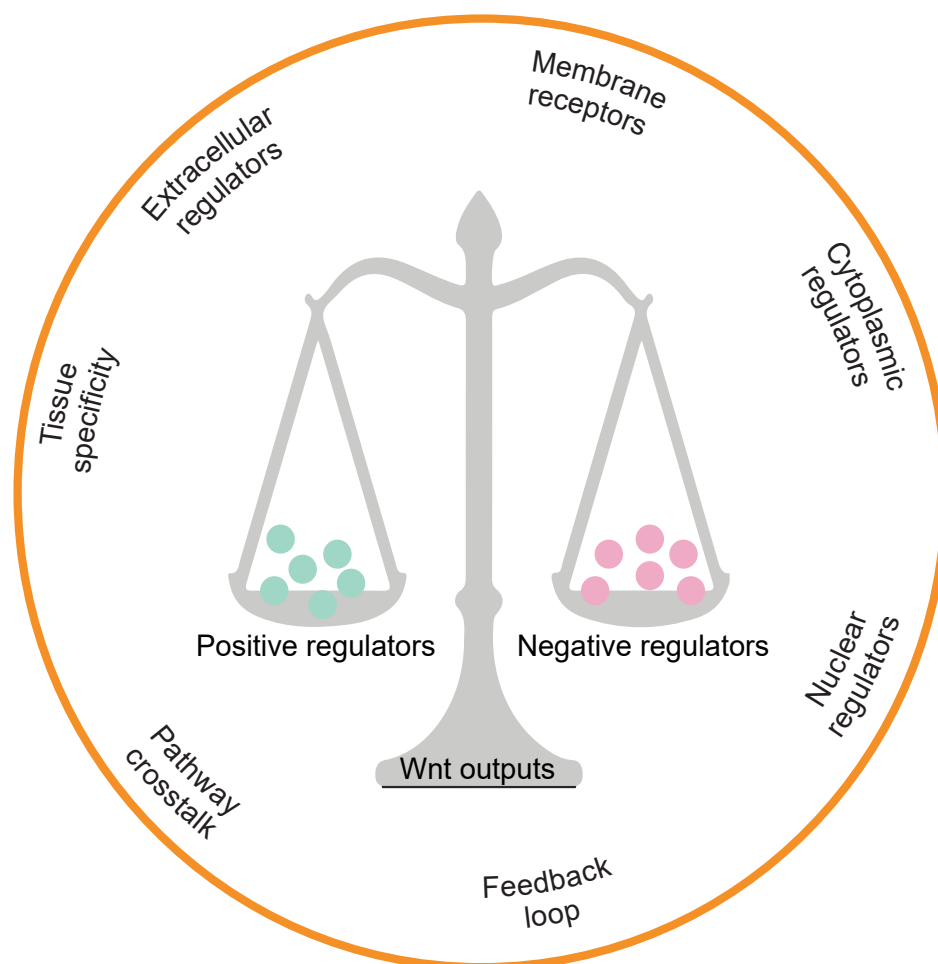 Membrane
receptors
Extracellular
regulators
Cytoplasmic
regulators
Tissue
specificity
Positive regulators
Negative regulators
Nuclear
regulators
Pathway
crosstalk
Wnt outputs
Feedback
loop